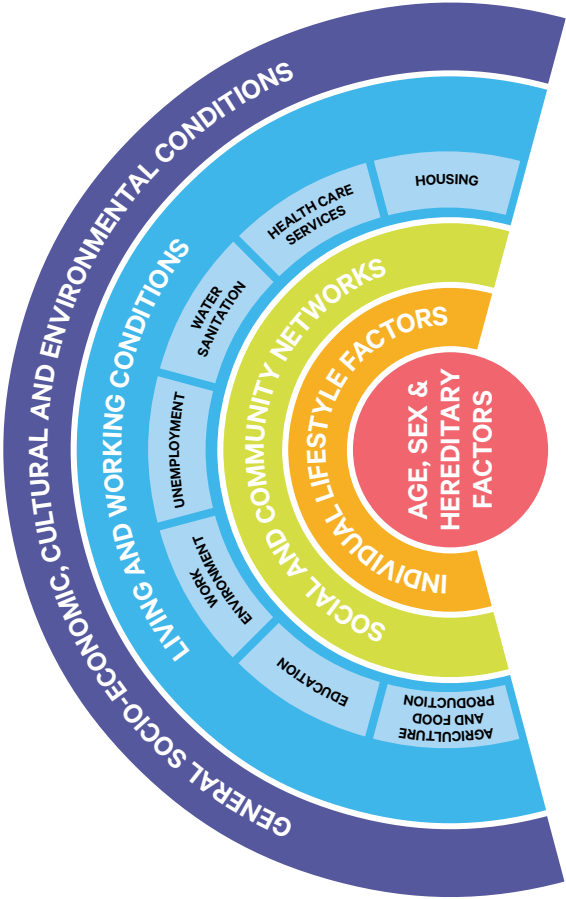 GENERAL SOCIO-ECONOMIC, CULTURAL AND ENVIRONMENTAL CONDITIONS
LIVING AND WORKING CONDITIONS
AGRICULTURE
AND FOOD
PRODUCTION
EDUCATION
WORK
ENVIRONMENT
UNEMPLOYMENT
WATER
SANITATION
HEALTH CARE
SERVICES
HOUSING
SOCIAL AND COMMUNITY NETWORKS
INDIVIDUAL LIFESTYLE FACTORS
AGE, SEX &
HEREDITARY
FACTORS